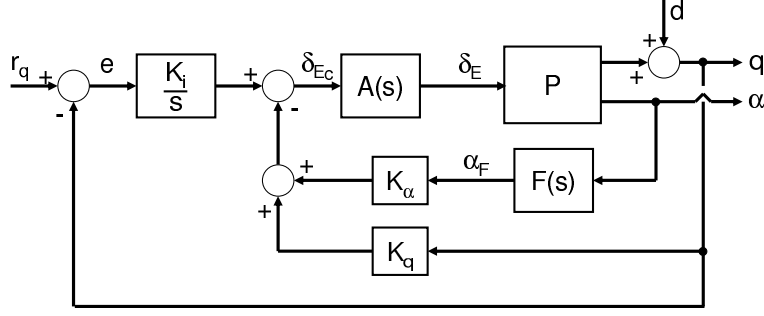 d
r_q + e K_i/s + δ_Ec A(s) δ_E P + + q
- - α
+ K_α α_F F(s)
+ K_q